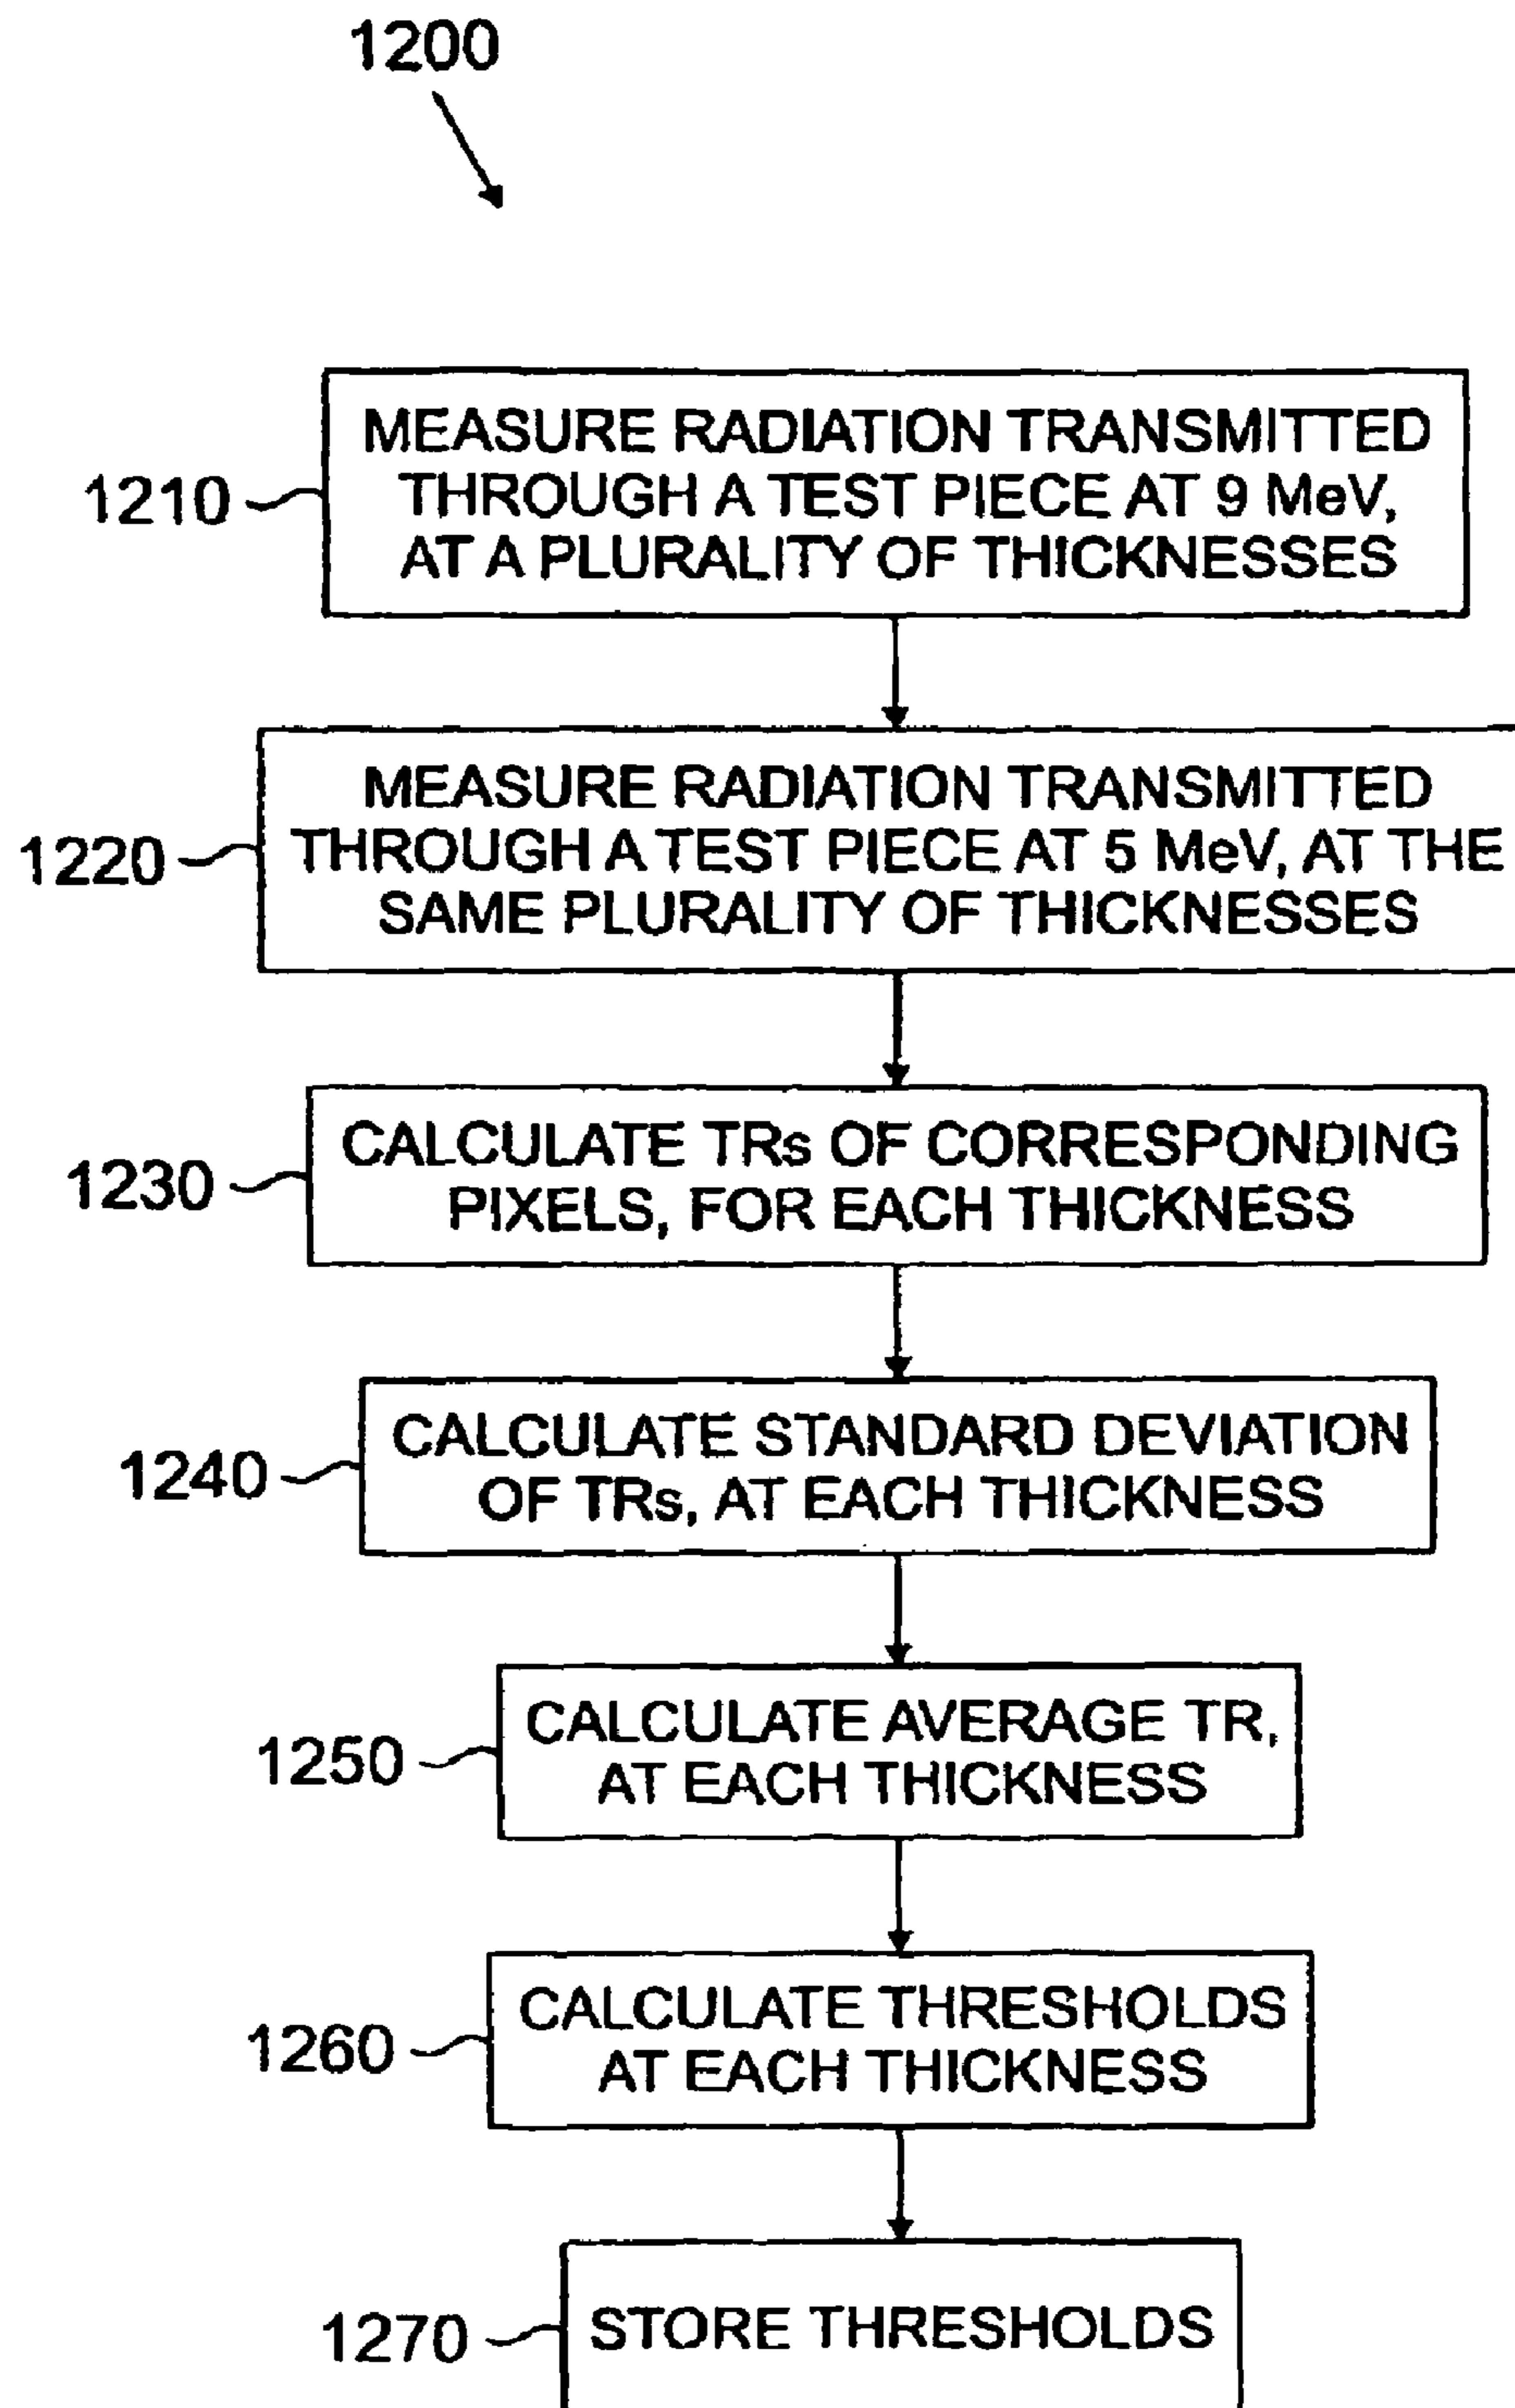 1200
1210
MEASURE RADIATION TRANSMITTED
THROUGH A TEST PIECE AT 9 MeV,
AT A PLURALITY OF THICKNESSES
1220
MEASURE RADIATION TRANSMITTED
THROUGH A TEST PIECE AT 5 MeV, AT THE
SAME PLURALITY OF THICKNESSES
1230
CALCULATE TRs OF CORRESPONDING
PIXELS, FOR EACH THICKNESS
1240
CALCULATE STANDARD DEVIATION
OF TRs, AT EACH THICKNESS
1250
CALCULATE AVERAGE TR,
AT EACH THICKNESS
1260
CALCULATE THRESHOLDS
AT EACH THICKNESS
1270
STORE THRESHOLDS